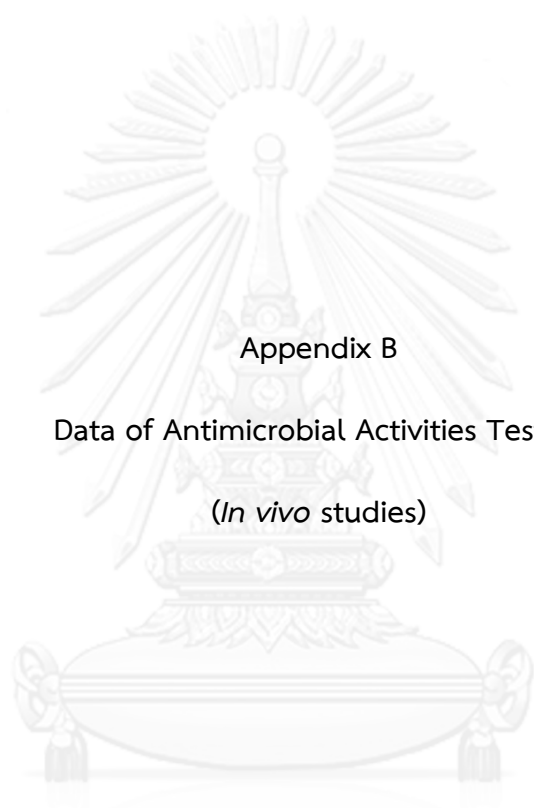 Appendix B
Data of Antimicrobial Activities Tes
(In vivo studies)